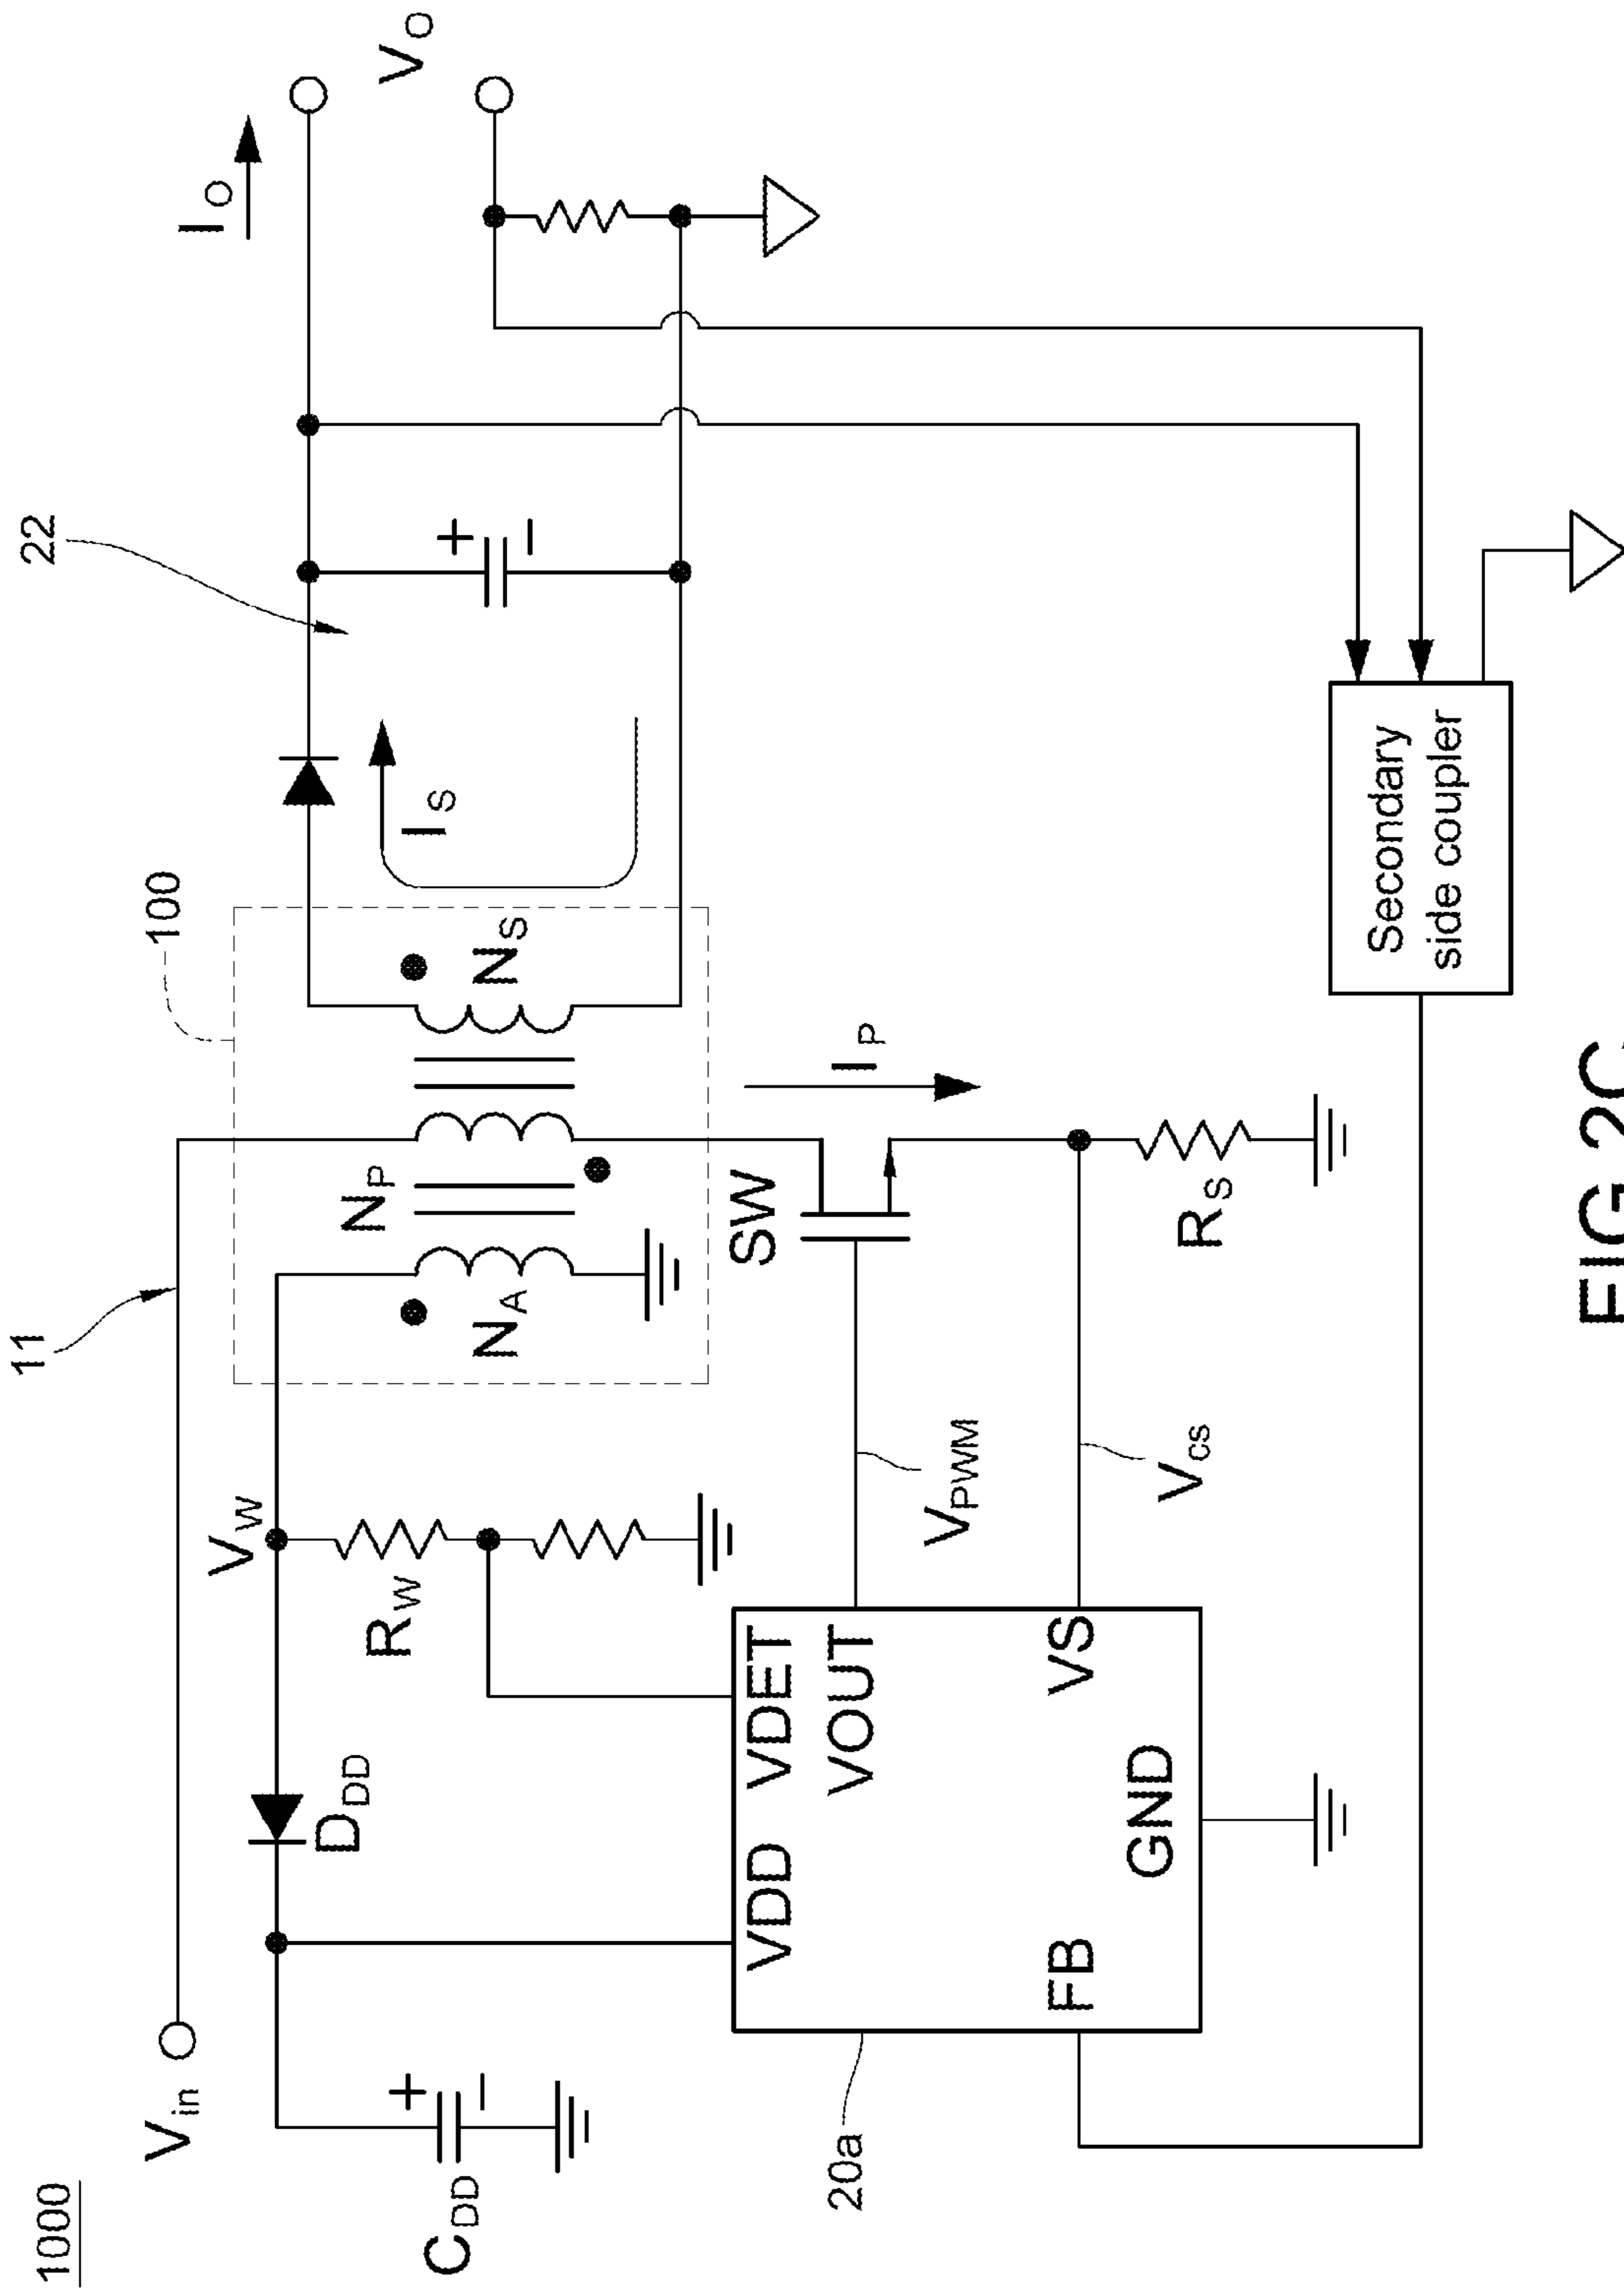 1000
11
100
22
Vin
VW
IO
VO
CDD
DDD
RW
NP
NA
NS
IS
IP
SW
20a
VDD
VDET
VOUT
FB
GND
VS
VPWM
Vcs
RS
Secondary
side coupler
FIG.2C